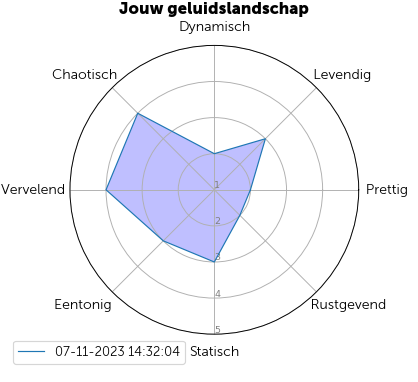 Jouw geluidslandschap
Dynamisch
Chaotisch
Levendig
Vervelend
1
Prettig
2
3
4
Eentonig
Rustgevend
5
07-11-2023 14:32:04
Statisch